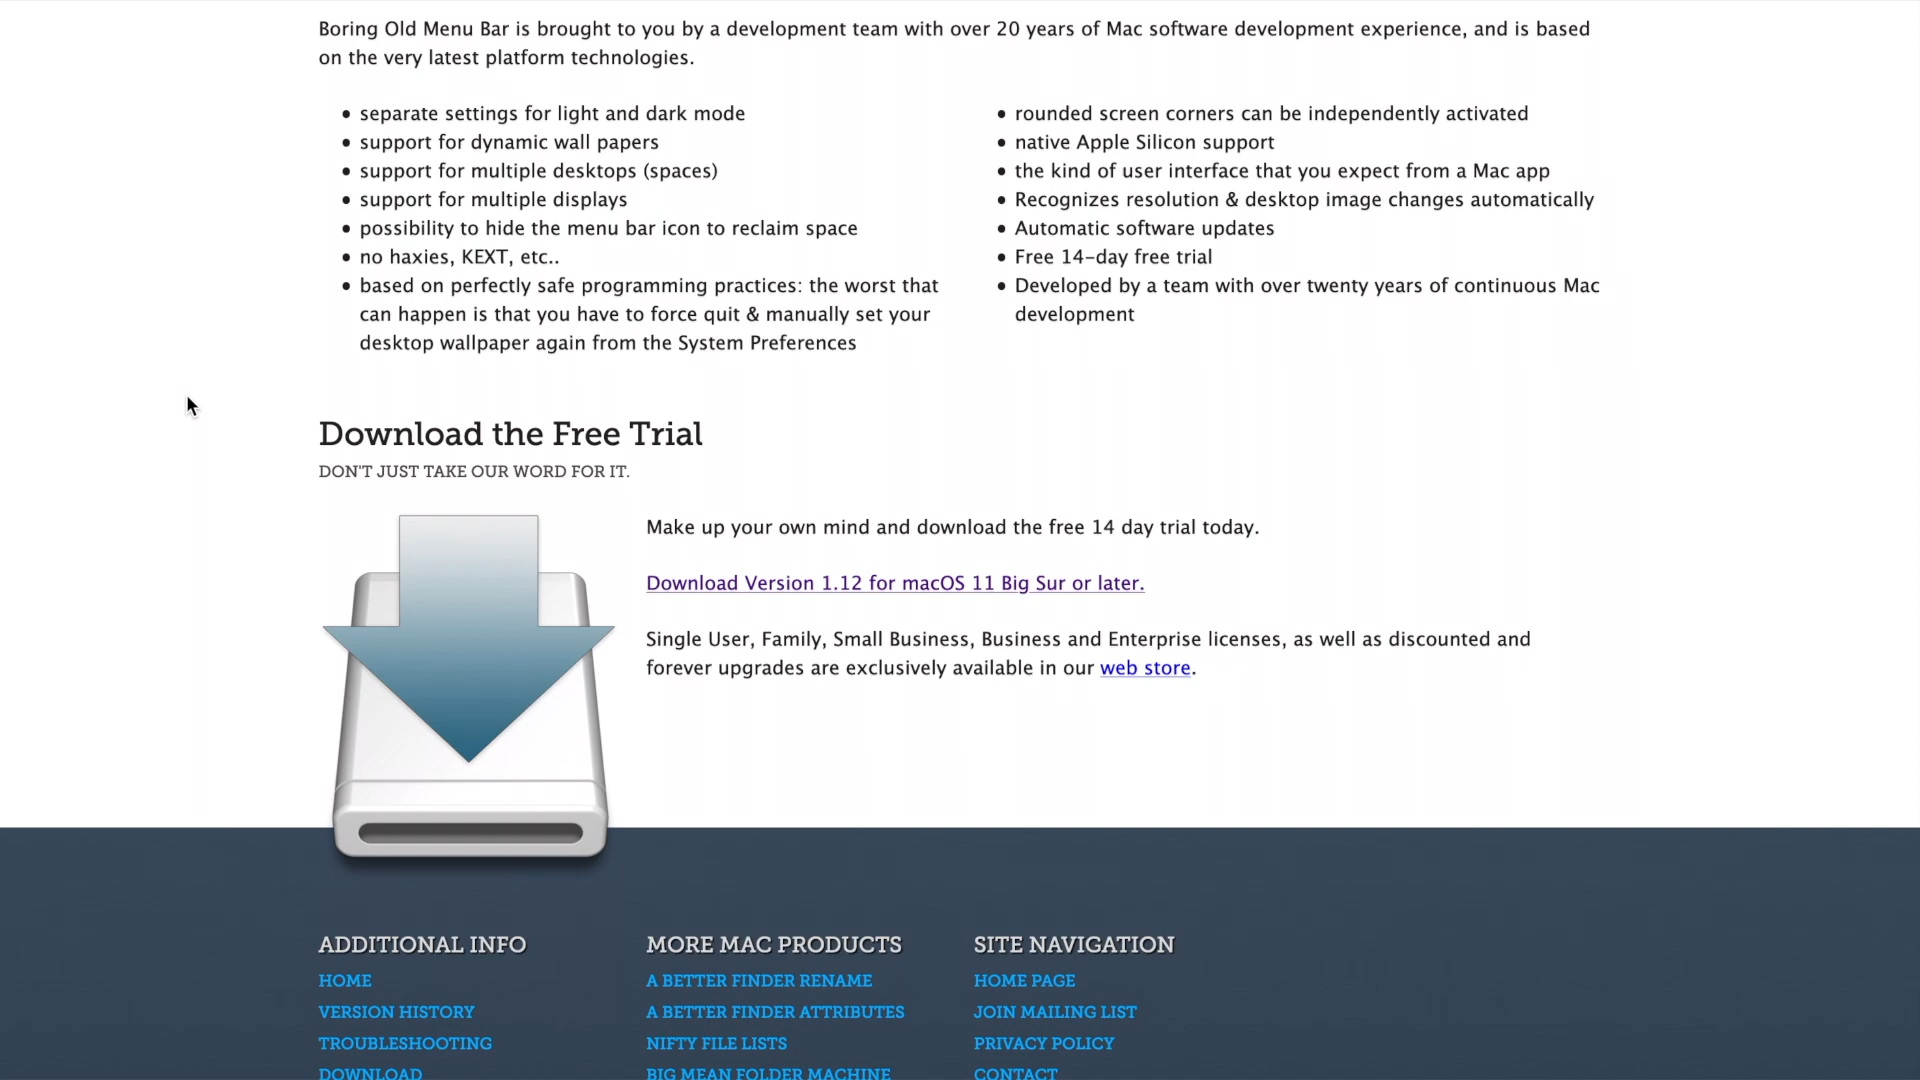 Boring Old Menu Bar is brought to you by a development team with over 20 years of Mac software development experience, and is based
on the very latest platform technologies.
• separate settings for light and dark mode
• support for dynamic wall papers
• support for multiple desktops (spaces)
• support for multiple displays
• possibility to hide the menu bar icon to reclaim space
• no haxies, KEXT, etc..
• based on perfectly safe programming practices: the worst that
can happen is that you have to force quit & manually set your
desktop wallpaper again from the System Preferences
• rounded screen corners can be independently activated
• native Apple Silicon support
• the kind of user interface that you expect from a Mac app
• Recognizes resolution & desktop image changes automatically
• Automatic software updates
• Free 14-day free trial
• Developed by a team with over twenty years of continuous Mac
development
Download the Free Trial
DON'T JUST TAKE OUR WORD FOR IT.
Make up your own mind and download the free 14 day trial today.
Download Version 1.12 for macOS 11 Big Sur or later.
Single User, Family, Small Business, Business and Enterprise licenses, as well as discounted and
forever upgrades are exclusively available in our web store.
ADDITIONAL INFO
HOME
VERSION HISTORY
TROUBLESHOOTING
DOWNLOAD
MORE MAC PRODUCTS
A BETTER FINDER RENAME
A BETTER FINDER ATTRIBUTES
NIFTY FILE LISTS
BIG MEAN FOLDER MACHINE
SITE NAVIGATION
HOME PAGE
JOIN MAILING LIST
PRIVACY POLICY
CONTACT